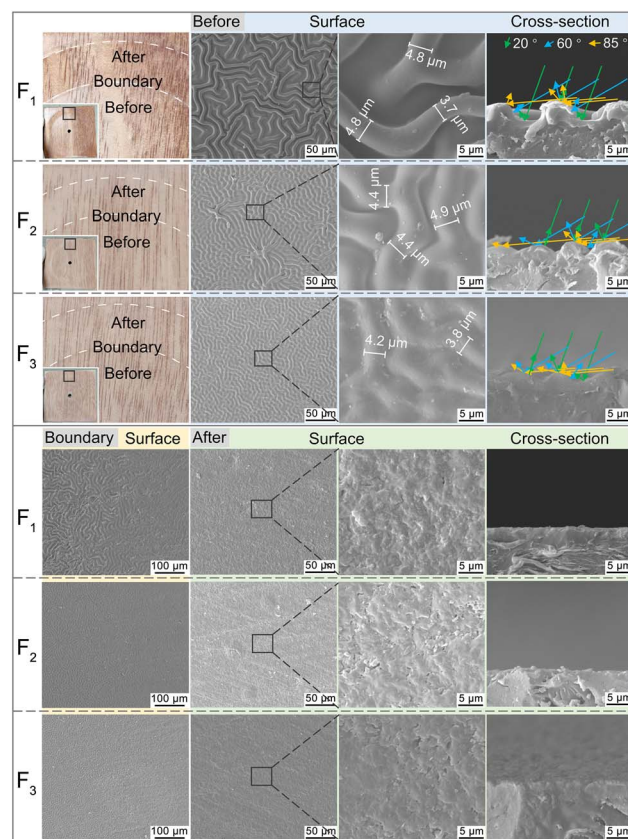 Before Surface Cross-section
F1
After
Boundary
Before
50 µm
4.8 µm
4.8 µm
3.7 µm
5 µm
20 ° 60 ° 85 °
5 µm
F2
After
Boundary
Before
50 µm
4.4 µm
4.9 µm
4.4 µm
5 µm
5 µm
F3
After
Boundary
Before
50 µm
4.2 µm
3.8 µm
5 µm
5 µm
Boundary Surface After Surface Cross-section
F1
100 µm
50 µm
5 µm
5 µm
F2
100 µm
50 µm
5 µm
5 µm
F3
100 µm
50 µm
5 µm
5 µm